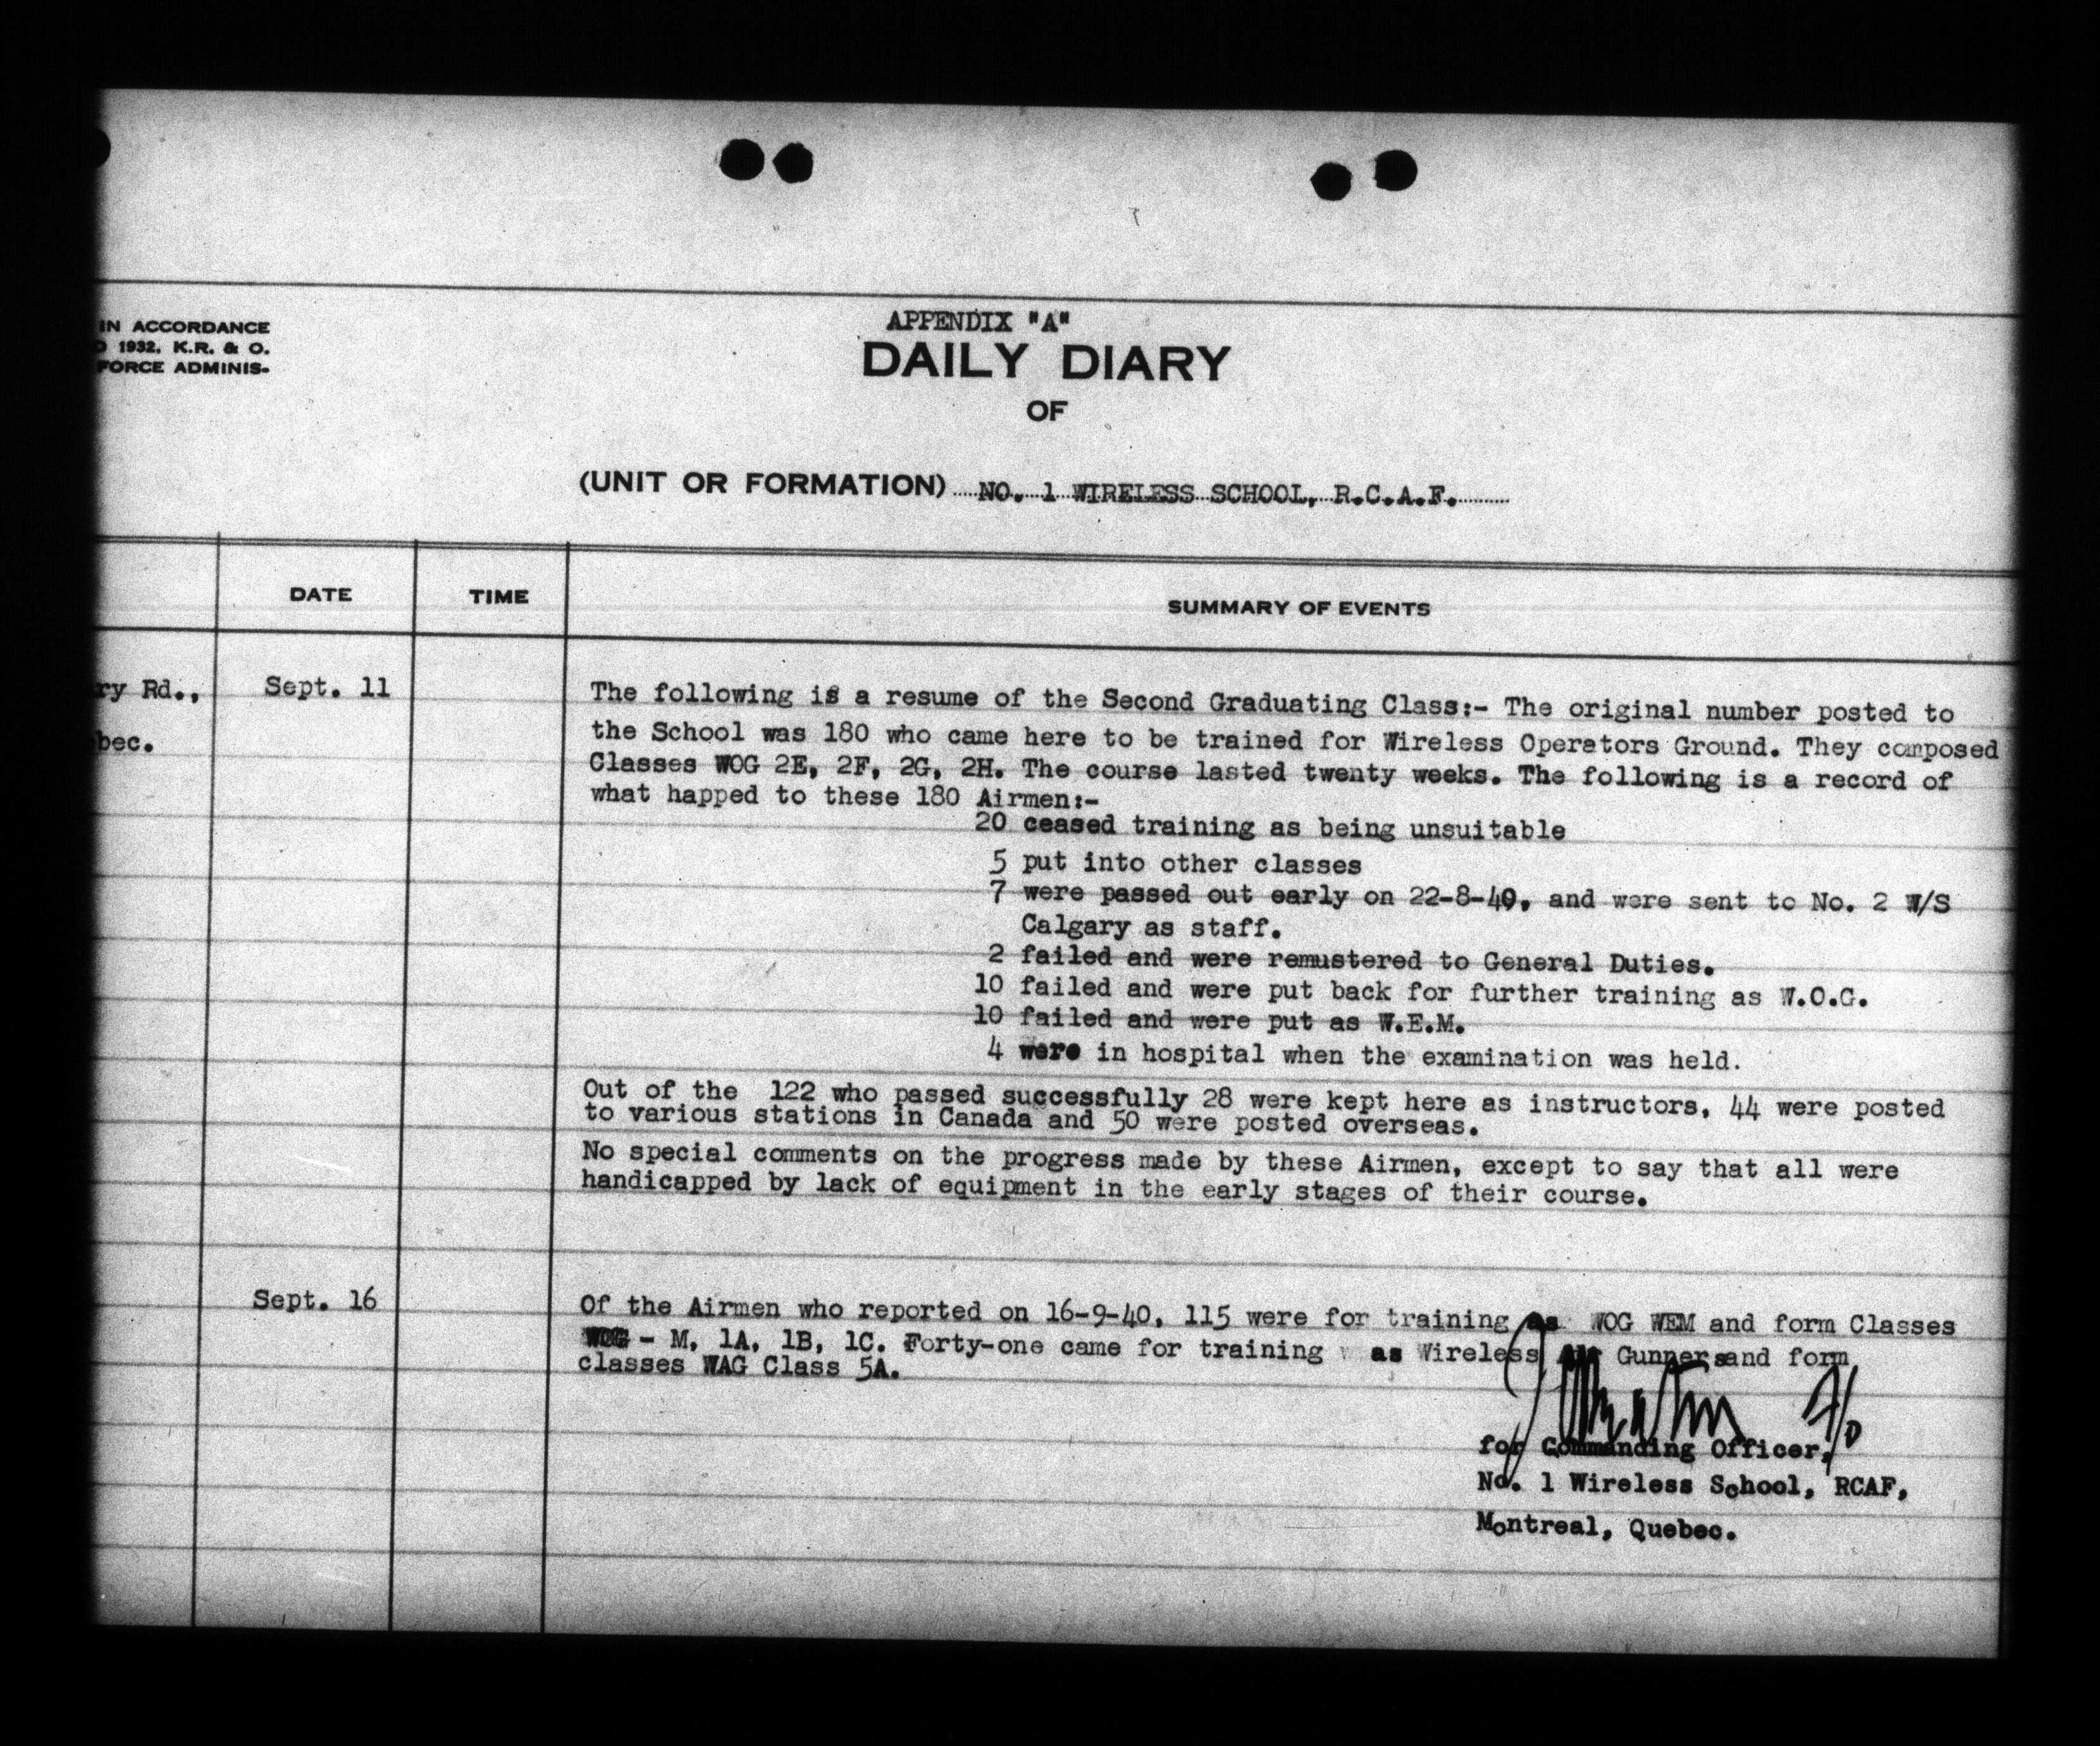 IN ACCORDANCE
1932, K.R. & O.
FORCE ADMINIS-
APPENDIX "A"
DAILY DIARY
OF
(UNIT OR FORMATION) NO. 1 WIRELESS SCHOOL, R.C.A.F.
DATE TIME SUMMARY OF EVENTS
ry Rd., Sept. 11 The following is a resume of the Second Graduating Class:- The original number posted to
the School was 180 who came here to be trained for Wireless Operators Ground. They composed
bec. Classes WOG 2E, 2F, 2G, 2H. The course lasted twenty weeks. The following is a record of
what happed to these 180 Airmen:-
20 ceased training as being unsuitable
5 put into other classes
7 were passed out early on 22-8-40, and were sent to No. 2 W/S
Calgary as staff.
2 failed and were remustered to General Duties.
10 failed and were put back for further training as W.O.G.
10 failed and were put as W.E.M.
4 were in hospital when the examination was held.
Out of the 122 who passed successfully 28 were kept here as instructors, 44 were posted
to various stations in Canada and 50 were posted overseas.
No special comments on the progress made by these Airmen, except to say that all were
handicapped by lack of equipment in the early stages of their course.
Sept. 16 Of the Airmen who reported on 16-9-40, 115 were for training as WOG WEM and form Classes
WOG - M, 1A, 1B, 1C. Forty-one came for training as Wireless Air Gunners and form
classes WAG Class 5A.
F/O
for Commanding Officer,
No. 1 Wireless School, RCAF,
Montreal, Quebec.